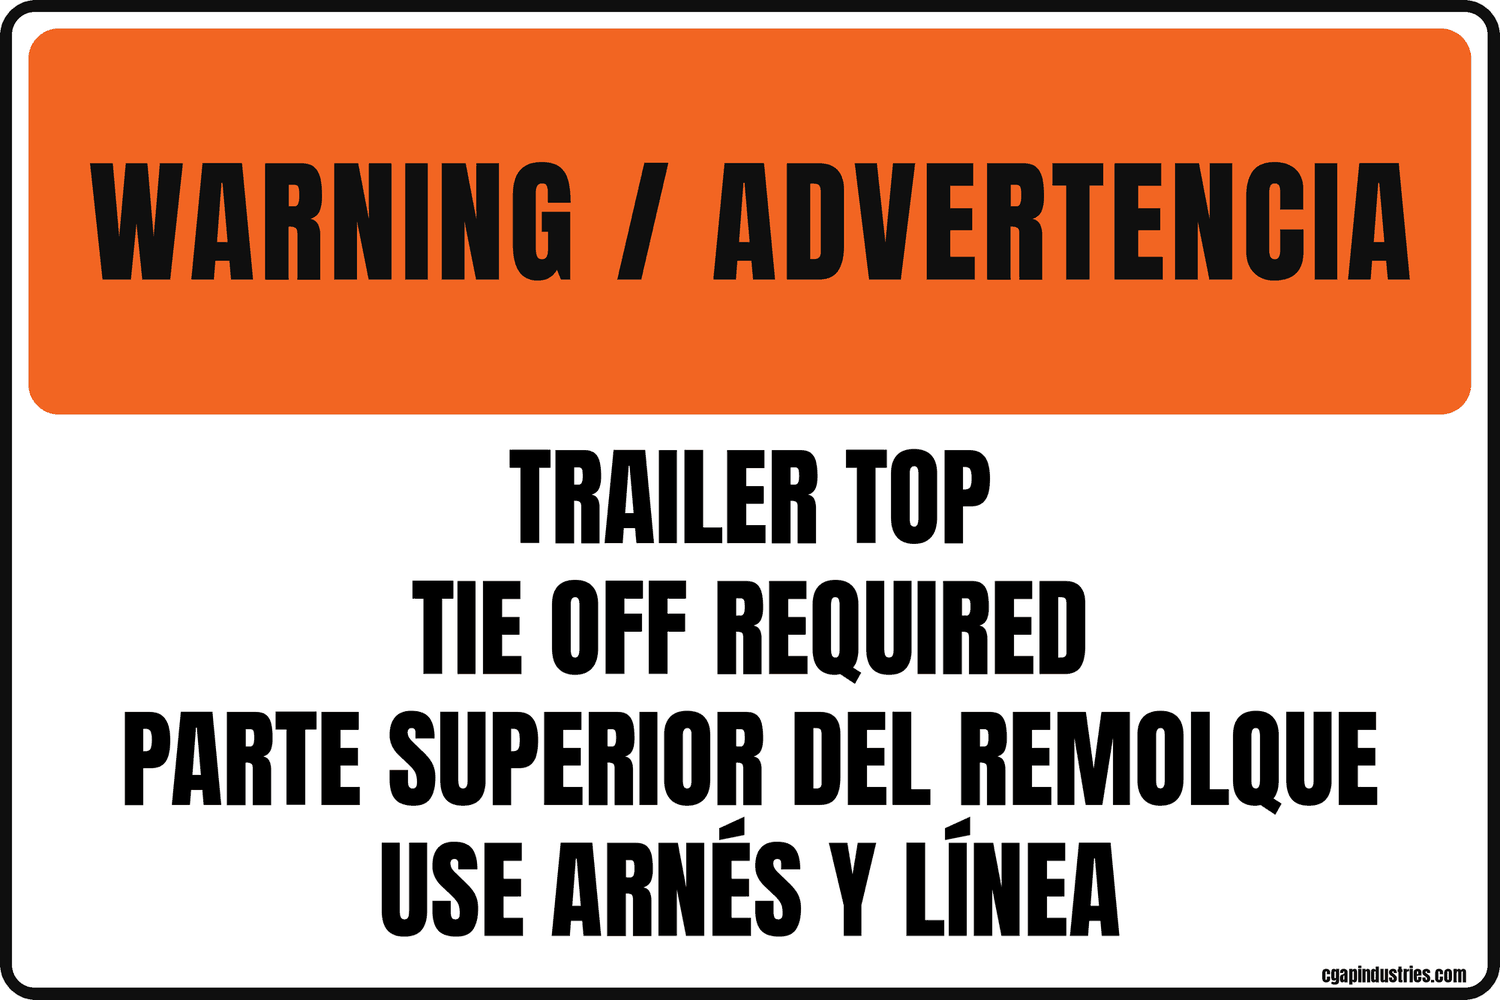 WARNING / ADVERTENCIA
TRAILER TOP
TIE OFF REQUIRED
PARTE SUPERIOR DEL REMOLQUE
USE ARNÉS Y LÍNEA
cgapindustries.com